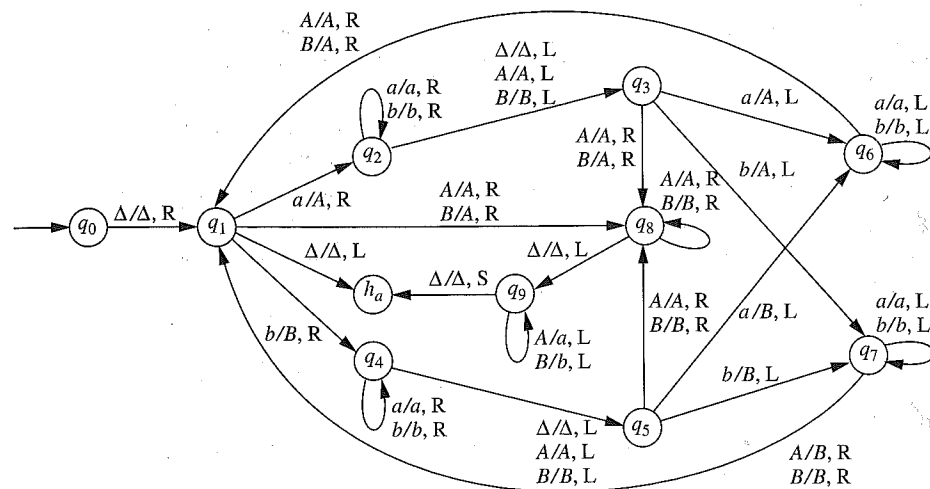 A/A, R
B/A, R
Δ/Δ, L
A/A, L
B/B, L
a/a, R
b/b, R
q3
a/A, L
a/a, L
b/b, L
q2
A/A, R
B/A, R
q6
b/A, L
a/A, R
A/A, R
B/A, R
A/A, R
B/B, R
q0
Δ/Δ, R
q1
q8
Δ/Δ, L
Δ/Δ, L
ha
Δ/Δ, S
q9
b/B, R
A/A, R
B/B, R
a/B, L
a/a, L
b/b, L
A/a, L
B/b, L
q4
q7
b/B, L
a/a, R
b/b, R
q5
Δ/Δ, L
A/A, L
B/B, L
A/B, R
B/B, R